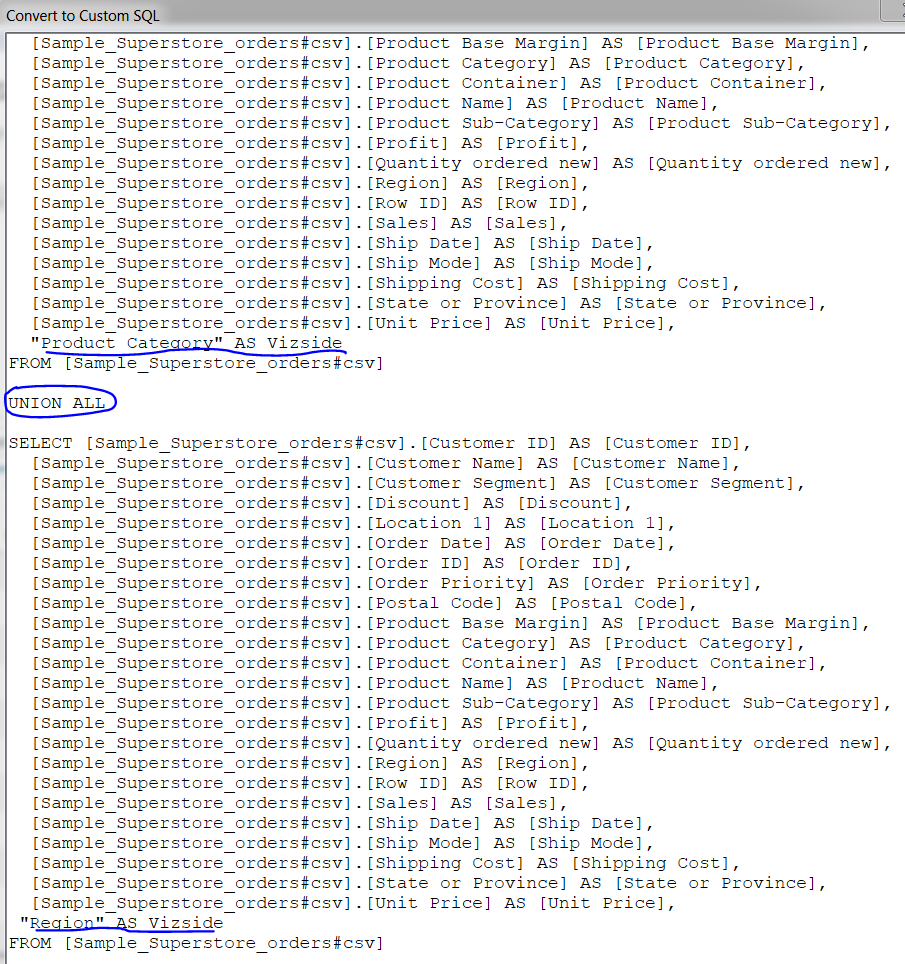 Convert to Custom SQL
[Sample_Superstore_orders#csv].[Product Base Margin] AS [Product Base Margin],
[Sample_Superstore_orders#csv].[Product Category] AS [Product Category],
[Sample_Superstore_orders#csv].[Product Container] AS [Product Container],
[Sample_Superstore_orders#csv].[Product Name] AS [Product Name],
[Sample_Superstore_orders#csv].[Product Sub-Category] AS [Product Sub-Category],
[Sample_Superstore_orders#csv].[Profit] AS [Profit],
[Sample_Superstore_orders#csv].[Quantity ordered new] AS [Quantity ordered new],
[Sample_Superstore_orders#csv].[Region] AS [Region],
[Sample_Superstore_orders#csv].[Row ID] AS [Row ID],
[Sample_Superstore_orders#csv].[Sales] AS [Sales],
[Sample_Superstore_orders#csv].[Ship Date] AS [Ship Date],
[Sample_Superstore_orders#csv].[Ship Mode] AS [Ship Mode],
[Sample_Superstore_orders#csv].[Shipping Cost] AS [Shipping Cost],
[Sample_Superstore_orders#csv].[State or Province] AS [State or Province],
[Sample_Superstore_orders#csv].[Unit Price] AS [Unit Price],
"Product Category" AS Vizside
FROM [Sample_Superstore_orders#csv]
UNION ALL
SELECT [Sample_Superstore_orders#csv].[Customer ID] AS [Customer ID],
[Sample_Superstore_orders#csv].[Customer Name] AS [Customer Name],
[Sample_Superstore_orders#csv].[Customer Segment] AS [Customer Segment],
[Sample_Superstore_orders#csv].[Discount] AS [Discount],
[Sample_Superstore_orders#csv].[Location 1] AS [Location 1],
[Sample_Superstore_orders#csv].[Order Date] AS [Order Date],
[Sample_Superstore_orders#csv].[Order ID] AS [Order ID],
[Sample_Superstore_orders#csv].[Order Priority] AS [Order Priority],
[Sample_Superstore_orders#csv].[Postal Code] AS [Postal Code],
[Sample_Superstore_orders#csv].[Product Base Margin] AS [Product Base Margin],
[Sample_Superstore_orders#csv].[Product Category] AS [Product Category],
[Sample_Superstore_orders#csv].[Product Container] AS [Product Container],
[Sample_Superstore_orders#csv].[Product Name] AS [Product Name],
[Sample_Superstore_orders#csv].[Product Sub-Category] AS [Product Sub-Category],
[Sample_Superstore_orders#csv].[Profit] AS [Profit],
[Sample_Superstore_orders#csv].[Quantity ordered new] AS [Quantity ordered new],
[Sample_Superstore_orders#csv].[Region] AS [Region],
[Sample_Superstore_orders#csv].[Row ID] AS [Row ID],
[Sample_Superstore_orders#csv].[Sales] AS [Sales],
[Sample_Superstore_orders#csv].[Ship Date] AS [Ship Date],
[Sample_Superstore_orders#csv].[Ship Mode] AS [Ship Mode],
[Sample_Superstore_orders#csv].[Shipping Cost] AS [Shipping Cost],
[Sample_Superstore_orders#csv].[State or Province] AS [State or Province],
[Sample_Superstore_orders#csv].[Unit Price] AS [Unit Price],
"Region" AS Vizside
FROM [Sample_Superstore_orders#csv]